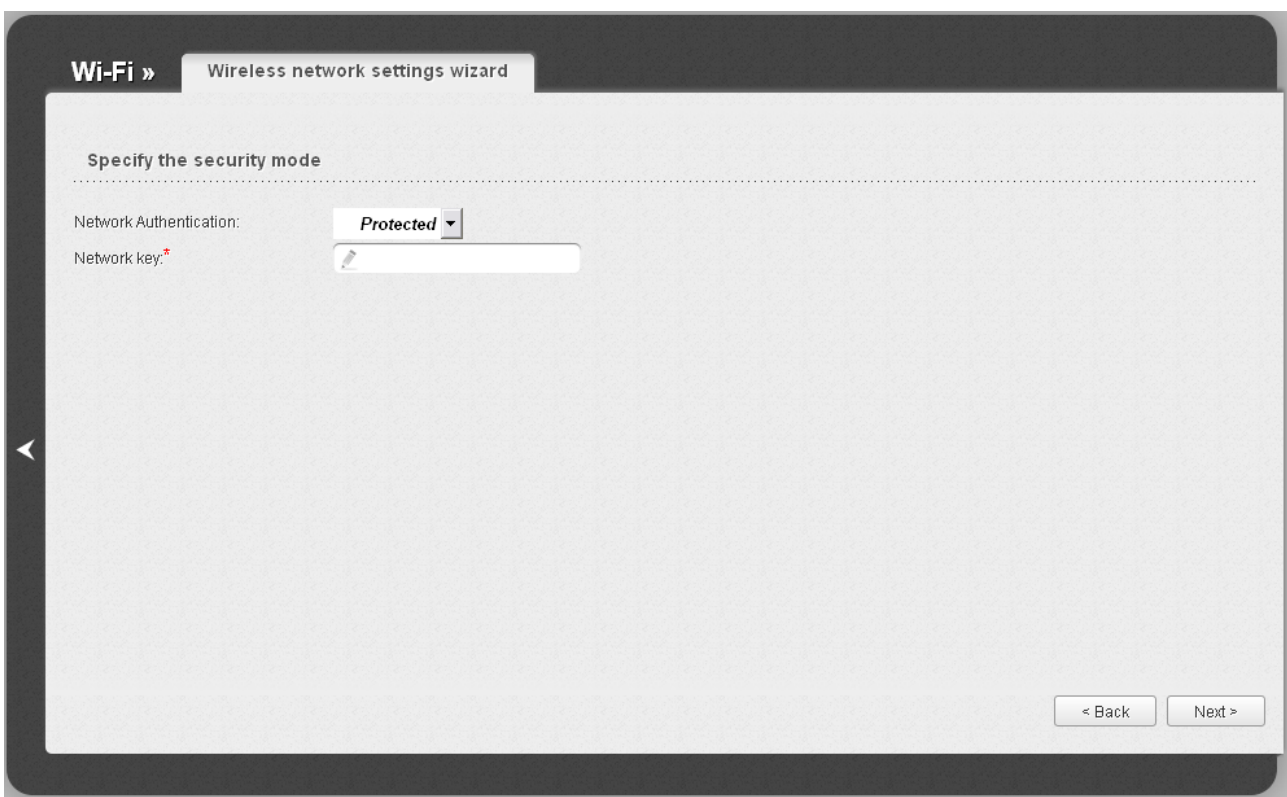 Wi-Fi » Wireless network settings wizard
Specify the security mode
Network Authentication: Protected
Network key:*
< Back Next >